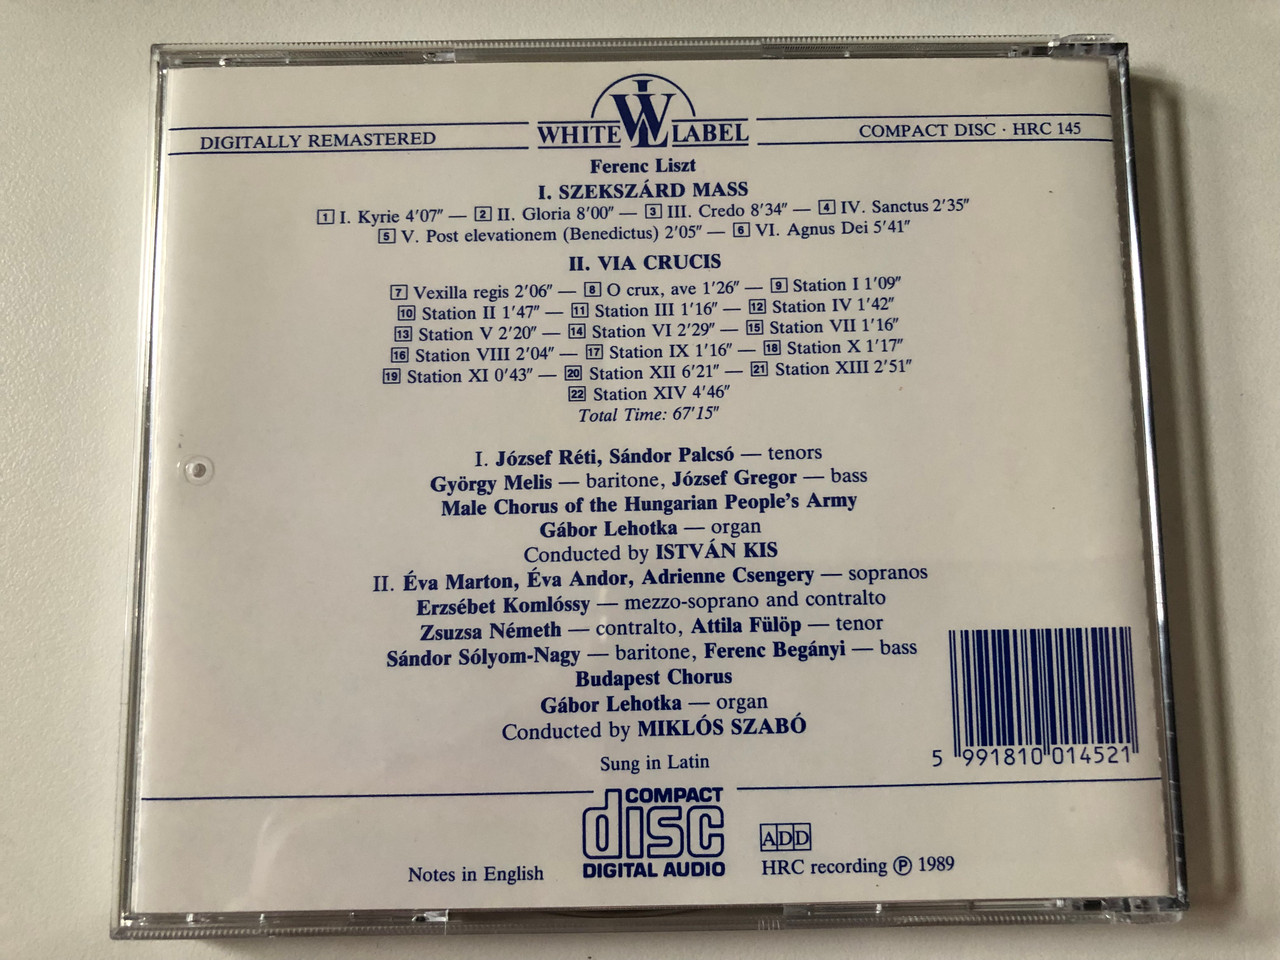 WL
DIGITALLY REMASTERED
WHITE LABEL
COMPACT DISC · HRC 145
Ferenc Liszt
I. SZEKSZÁRD MASS
1 I. Kyrie 4'07" — 2 II. Gloria 8'00" — 3 III. Credo 8'34" — 4 IV. Sanctus 2'35"
5 V. Post elevationem (Benedictus) 2'05" — 6 VI. Agnus Dei 5'41"
II. VIA CRUCIS
7 Vexilla regis 2'06" — 8 O crux, ave 1'26" — 9 Station I 1'09"
10 Station II 1'47" — 11 Station III 1'16" — 12 Station IV 1'42"
13 Station V 2'20" — 14 Station VI 2'29" — 15 Station VII 1'16"
16 Station VIII 2'04" — 17 Station IX 1'16" — 18 Station X 1'17"
19 Station XI 0'43" — 20 Station XII 6'21" — 21 Station XIII 2'51"
22 Station XIV 4'46"
Total Time: 67'15"
I. József Réti, Sándor Palcsó — tenors
György Melis — baritone, József Gregor — bass
Male Chorus of the Hungarian People's Army
Gábor Lehotka — organ
Conducted by ISTVÁN KIS
II. Éva Marton, Éva Andor, Adrienne Csengery — sopranos
Erzsébet Komlóssy — mezzo-soprano and contralto
Zsuzsa Németh — contralto, Attila Fülöp — tenor
Sándor Sólyom-Nagy — baritone, Ferenc Begányi — bass
Budapest Chorus
Gábor Lehotka — organ
Conducted by MIKLÓS SZABÓ
Sung in Latin
5 991810 014521
COMPACT
disc
DIGITAL AUDIO
ADD
Notes in English
HRC recording Ⓟ 1989